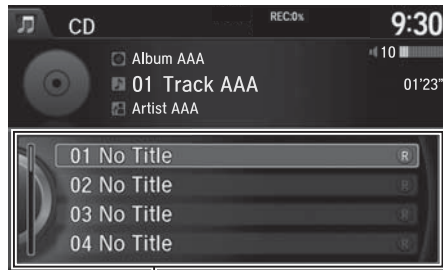 CD
REC:0%
9:30
Album AAA
10
01 Track AAA
01'23"
Artist AAA
01 No Title R
02 No Title R
03 No Title R
04 No Title R